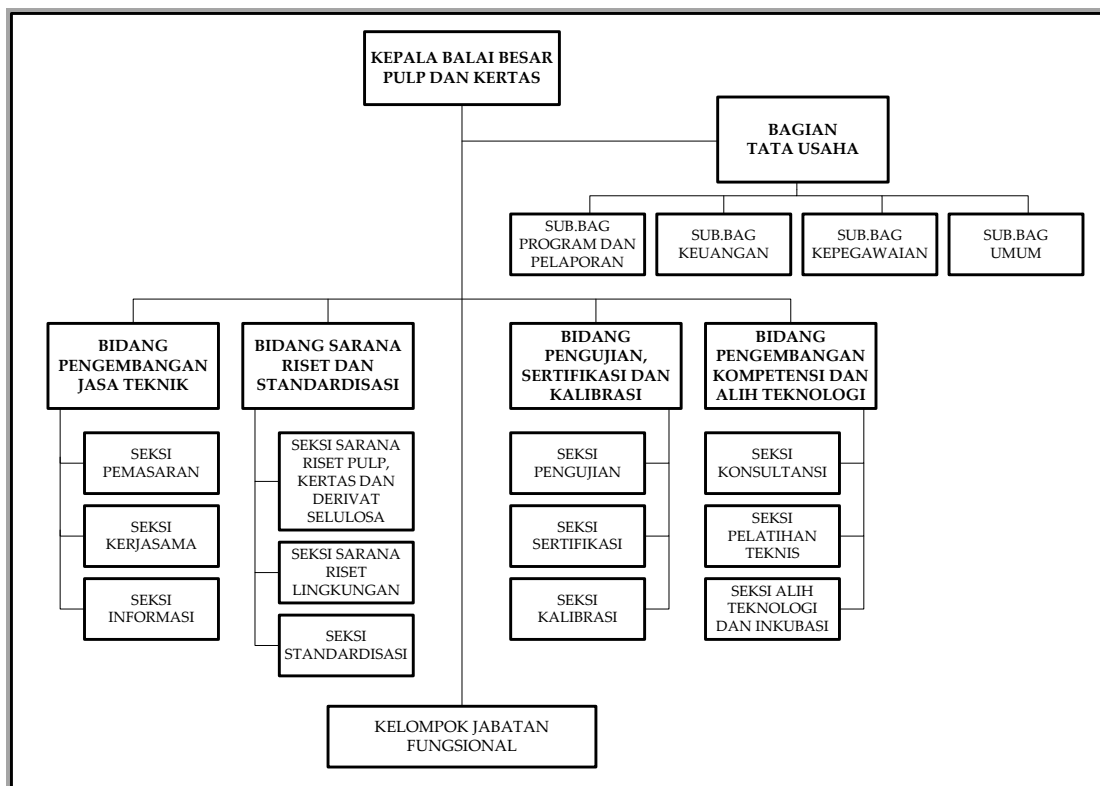 KEPALA BALAI BESAR
PULP DAN KERTAS
BAGIAN
TATA USAHA
SUB.BAG
PROGRAM DAN
PELAPORAN
SUB.BAG
KEUANGAN
SUB.BAG
KEPEGAWAIAN
SUB.BAG
UMUM
BIDANG
PENGEMBANGAN
JASA TEKNIK
BIDANG SARANA
RISET DAN
STANDARDISASI
BIDANG
PENGUJIAN,
SERTIFIKASI DAN
KALIBRASI
BIDANG
PENGEMBANGAN
KOMPETENSI DAN
ALIH TEKNOLOGI
SEKSI
PEMASARAN
SEKSI
KERJASAMA
SEKSI
INFORMASI
SEKSI SARANA
RISET PULP,
KERTAS DAN
DERIVAT
SELULOSA
SEKSI SARANA
RISET
LINGKUNGAN
SEKSI
STANDARDISASI
SEKSI
PENGUJIAN
SEKSI
SERTIFIKASI
SEKSI
KALIBRASI
SEKSI
KONSULTANSI
SEKSI
PELATIHAN
TEKNIS
SEKSI ALIH
TEKNOLOGI
DAN INKUBASI
KELOMPOK JABATAN
FUNGSIONAL